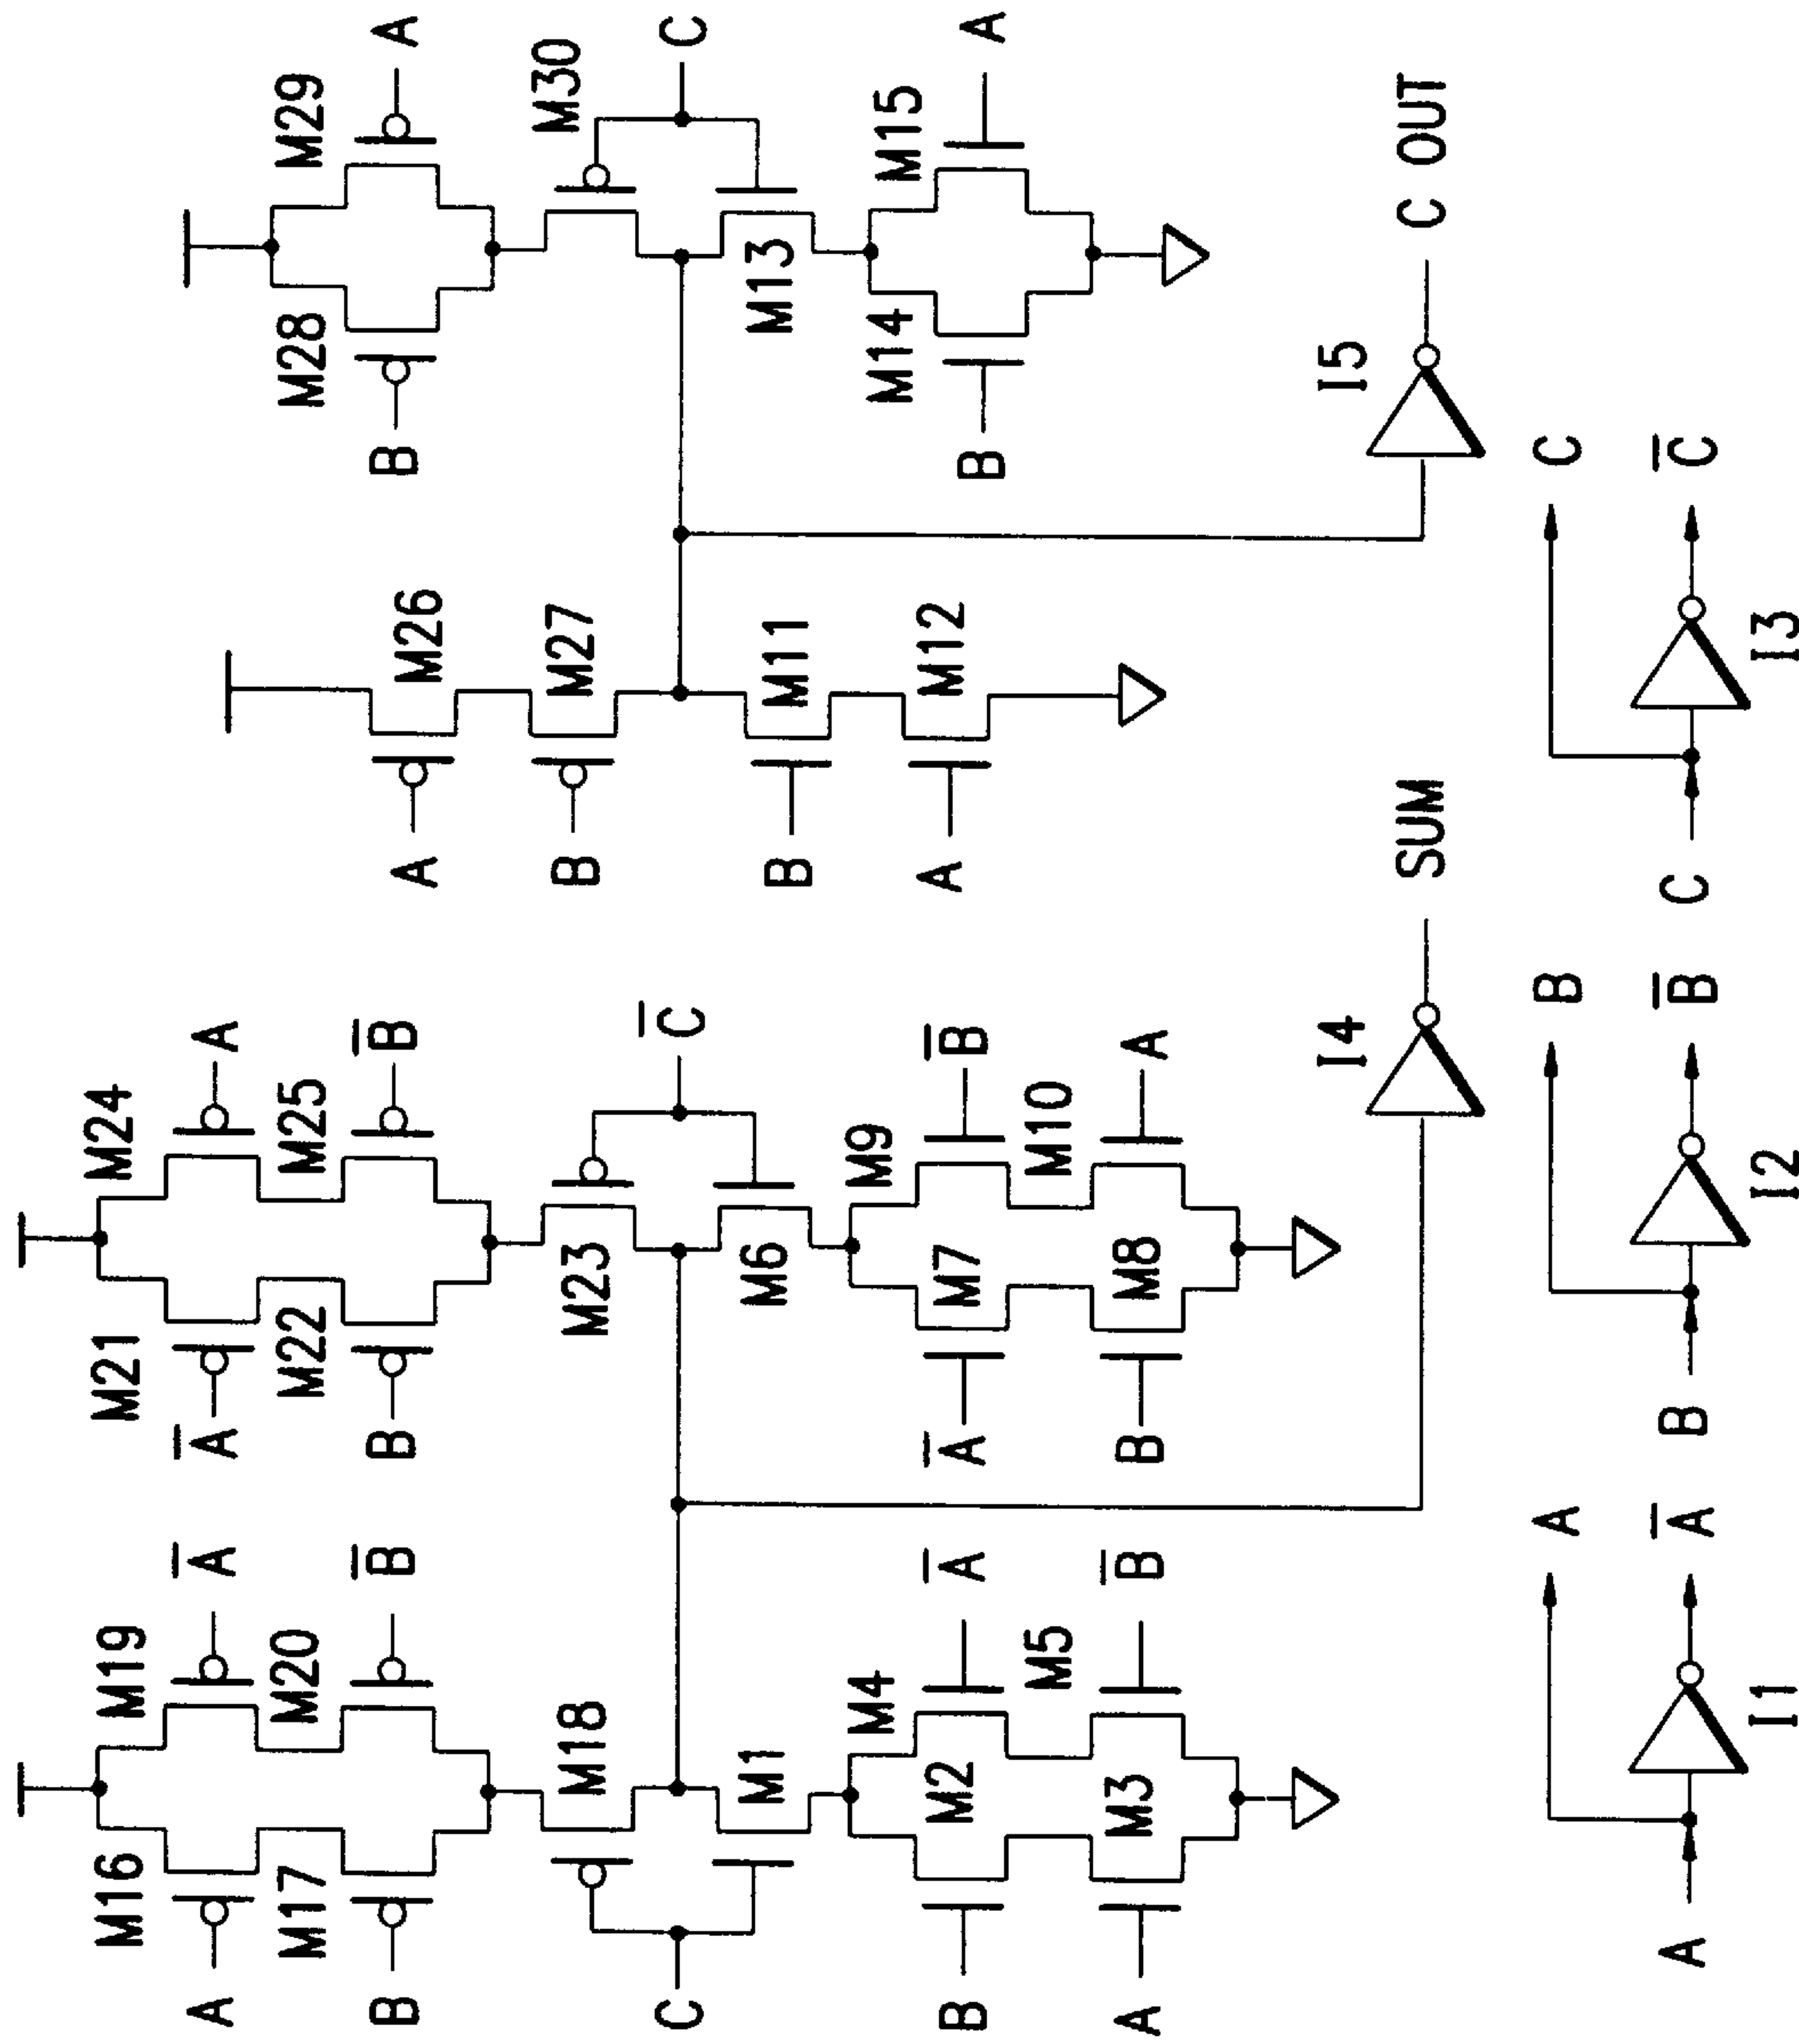 M16 M19 M21 M24
A A̅ A̅ A
M17 M20 M22 M25 M28 M29
B B̅ B B̅ A M26 B A
M18 M23 B M27 M30
C C̅ C
M1 M6 B M11 M13
M4 M9 M14 M15
B M2 A̅ A̅ M7 B̅ A M12 B A
M5 M10
A M3 B̅ B M8 A
I4 I5
SUM C OUT
A B C
A A̅ B B̅ C C̅
I1 I2 I3